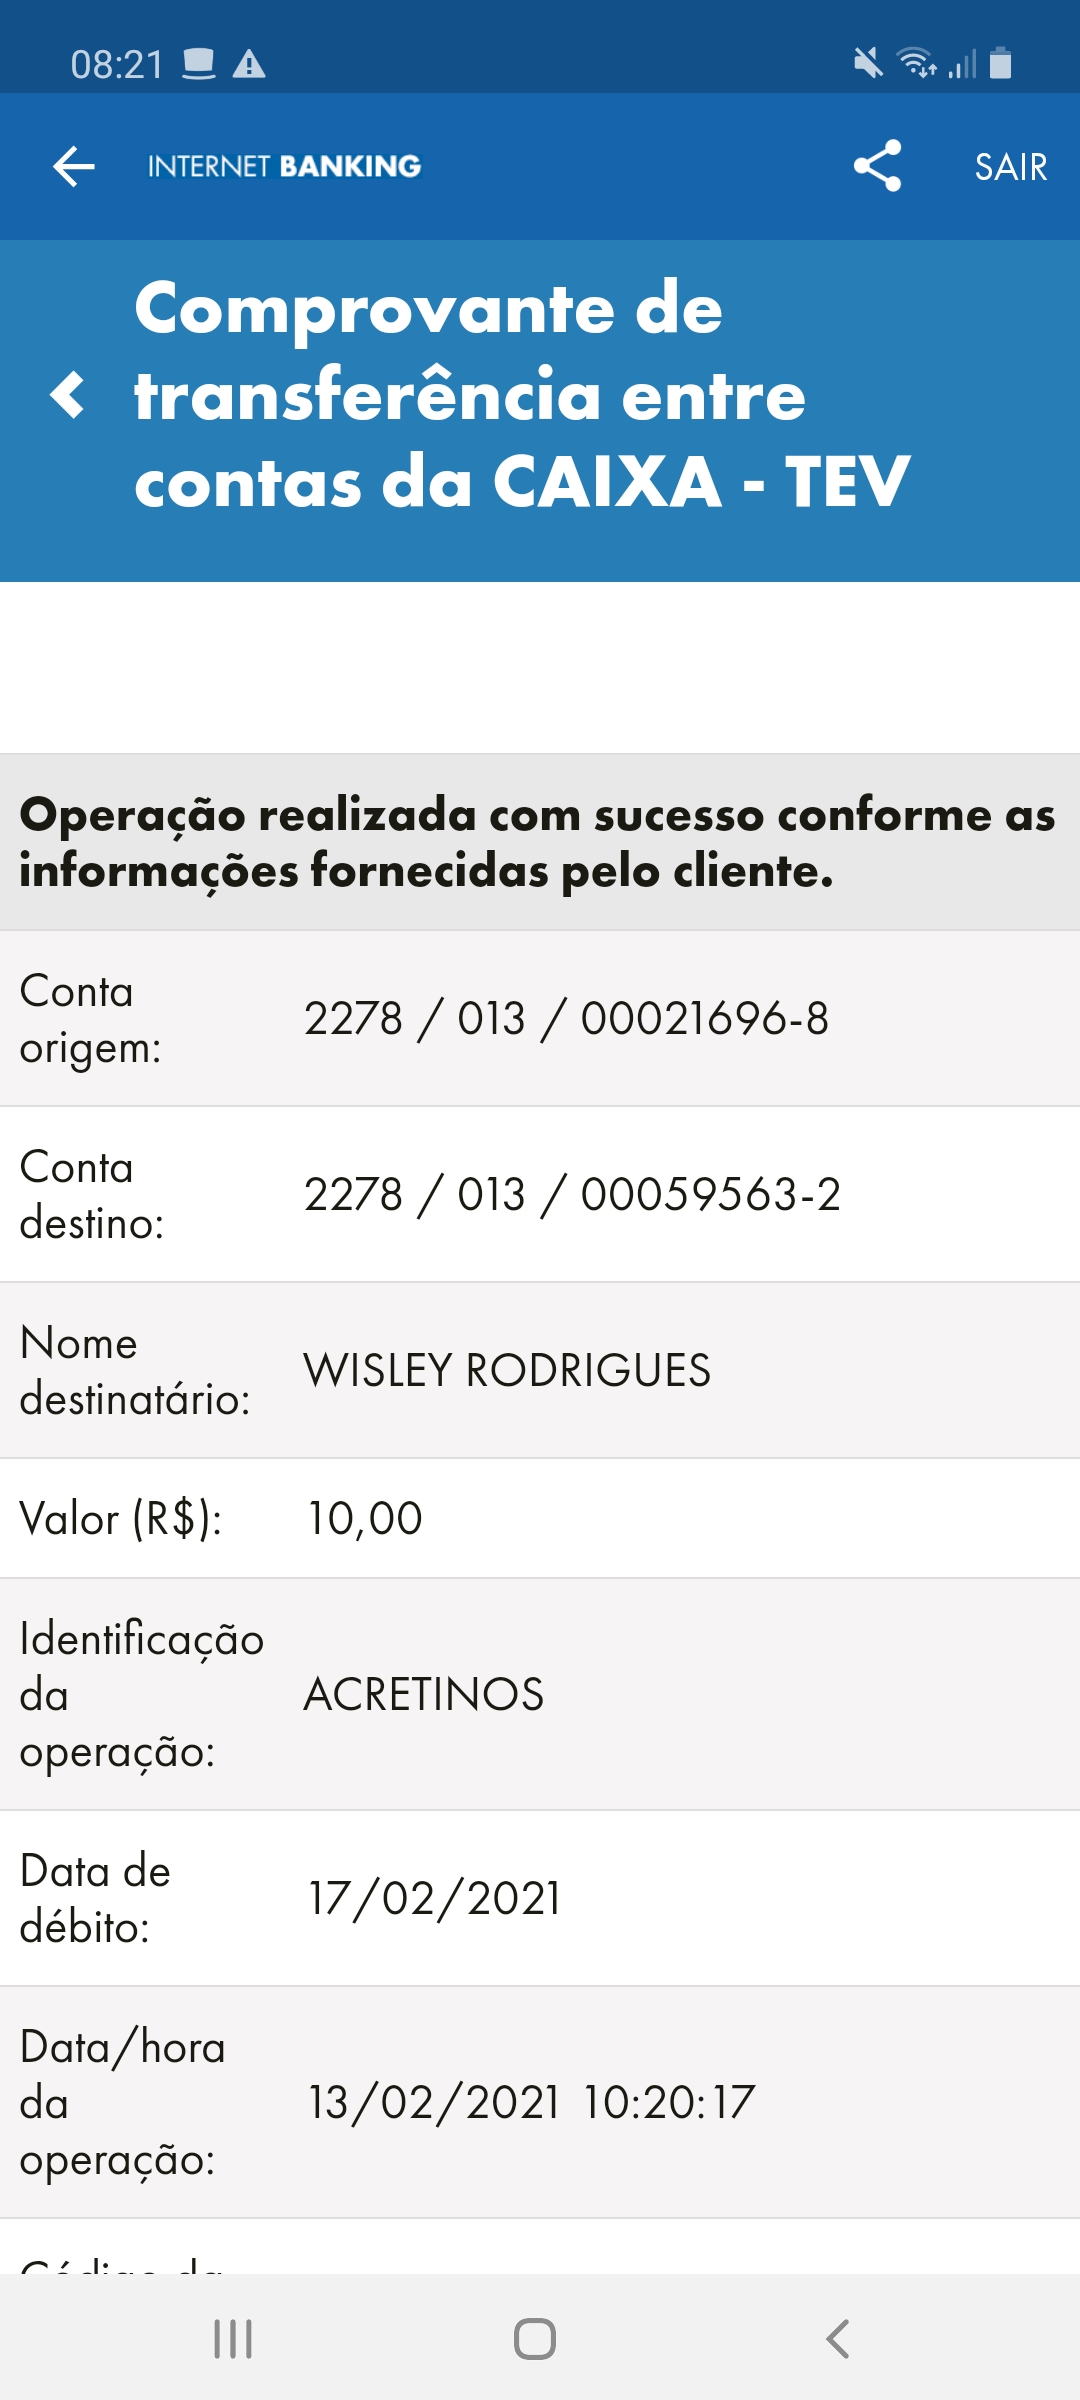 08:21
INTERNET BANKING
SAIR
Comprovante de
transferência entre
contas da CAIXA - TEV
Operação realizada com sucesso conforme as
informações fornecidas pelo cliente.
Conta
origem:
2278 / 013 / 00021696-8
Conta
destino:
2278 / 013 / 00059563-2
Nome
destinatário:
WISLEY RODRIGUES
Valor (R$):
10,00
Identificação
da
operação:
ACRETINOS
Data de
débito:
17/02/2021
Data/hora
da
operação:
13/02/2021 10:20:17
Código da